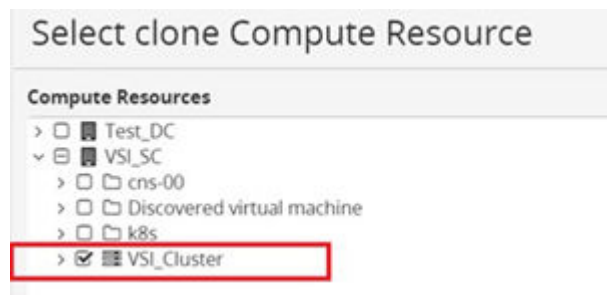 Select clone Compute Resource
Compute Resources
Test_DC
VSI_SC
cns-00
Discovered virtual machine
k8s
VSI_Cluster